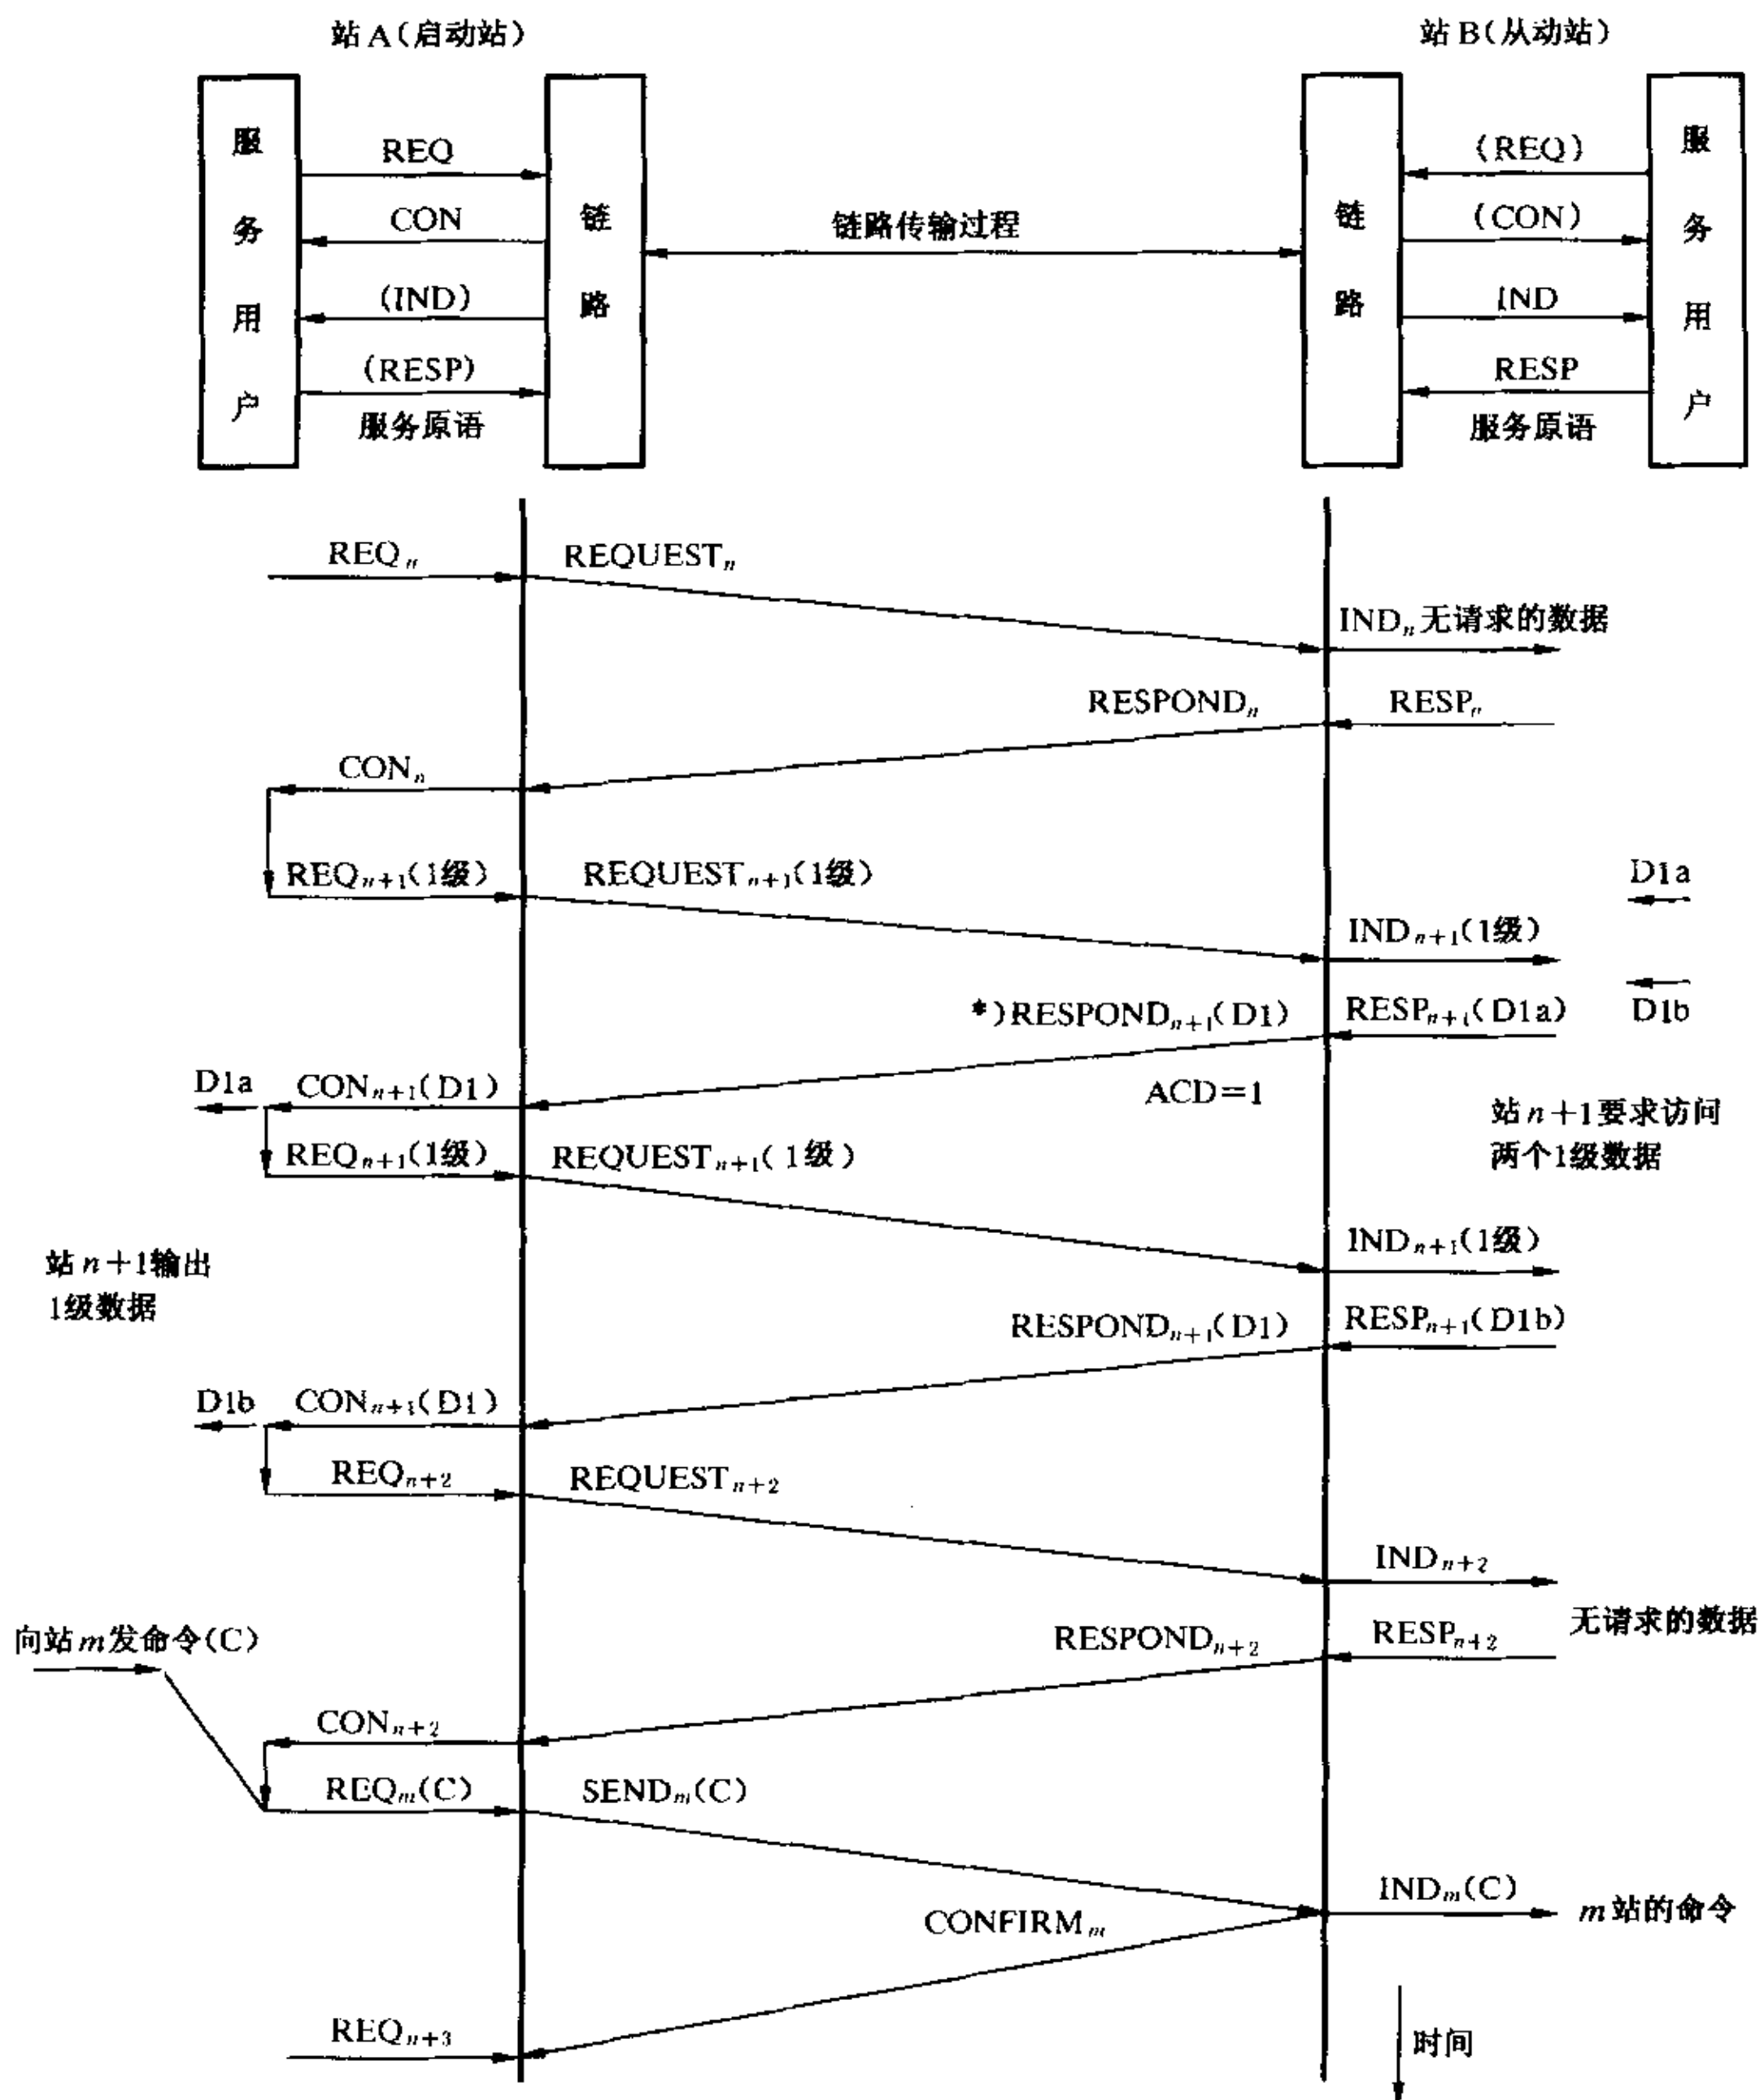 站A(启动站) 站B(从动站)
服务用户
REQ
CON
(IND)
(RESP)
服务原语
链路
链路传输过程
链路
(REQ)
(CON)
IND
RESP
服务原语
服务用户
REQₙ REQUESTₙ
INDₙ 无请求的数据
RESPONDₙ RESPₙ
CONₙ
REQₙ₊₁(1级) REQUESTₙ₊₁(1级) D1a
INDₙ₊₁(1级)
*)RESPONDₙ₊₁(D1) RESPₙ₊₁(D1a) D1b
D1a CONₙ₊₁(D1) ACD=1
站n+1要求访问
两个1级数据
REQₙ₊₁(1级) REQUESTₙ₊₁(1级)
INDₙ₊₁(1级)
站n+1输出
1级数据
RESPONDₙ₊₁(D1) RESPₙ₊₁(D1b)
D1b CONₙ₊₁(D1)
REQₙ₊₂ REQUESTₙ₊₂
INDₙ₊₂
无请求的数据
向站m发命令(C) RESPONDₙ₊₂ RESPₙ₊₂
CONₙ₊₂
REQₘ(C) SENDₘ(C)
INDₘ(C) m站的命令
CONFIRMₘ
REQₙ₊₃
时间